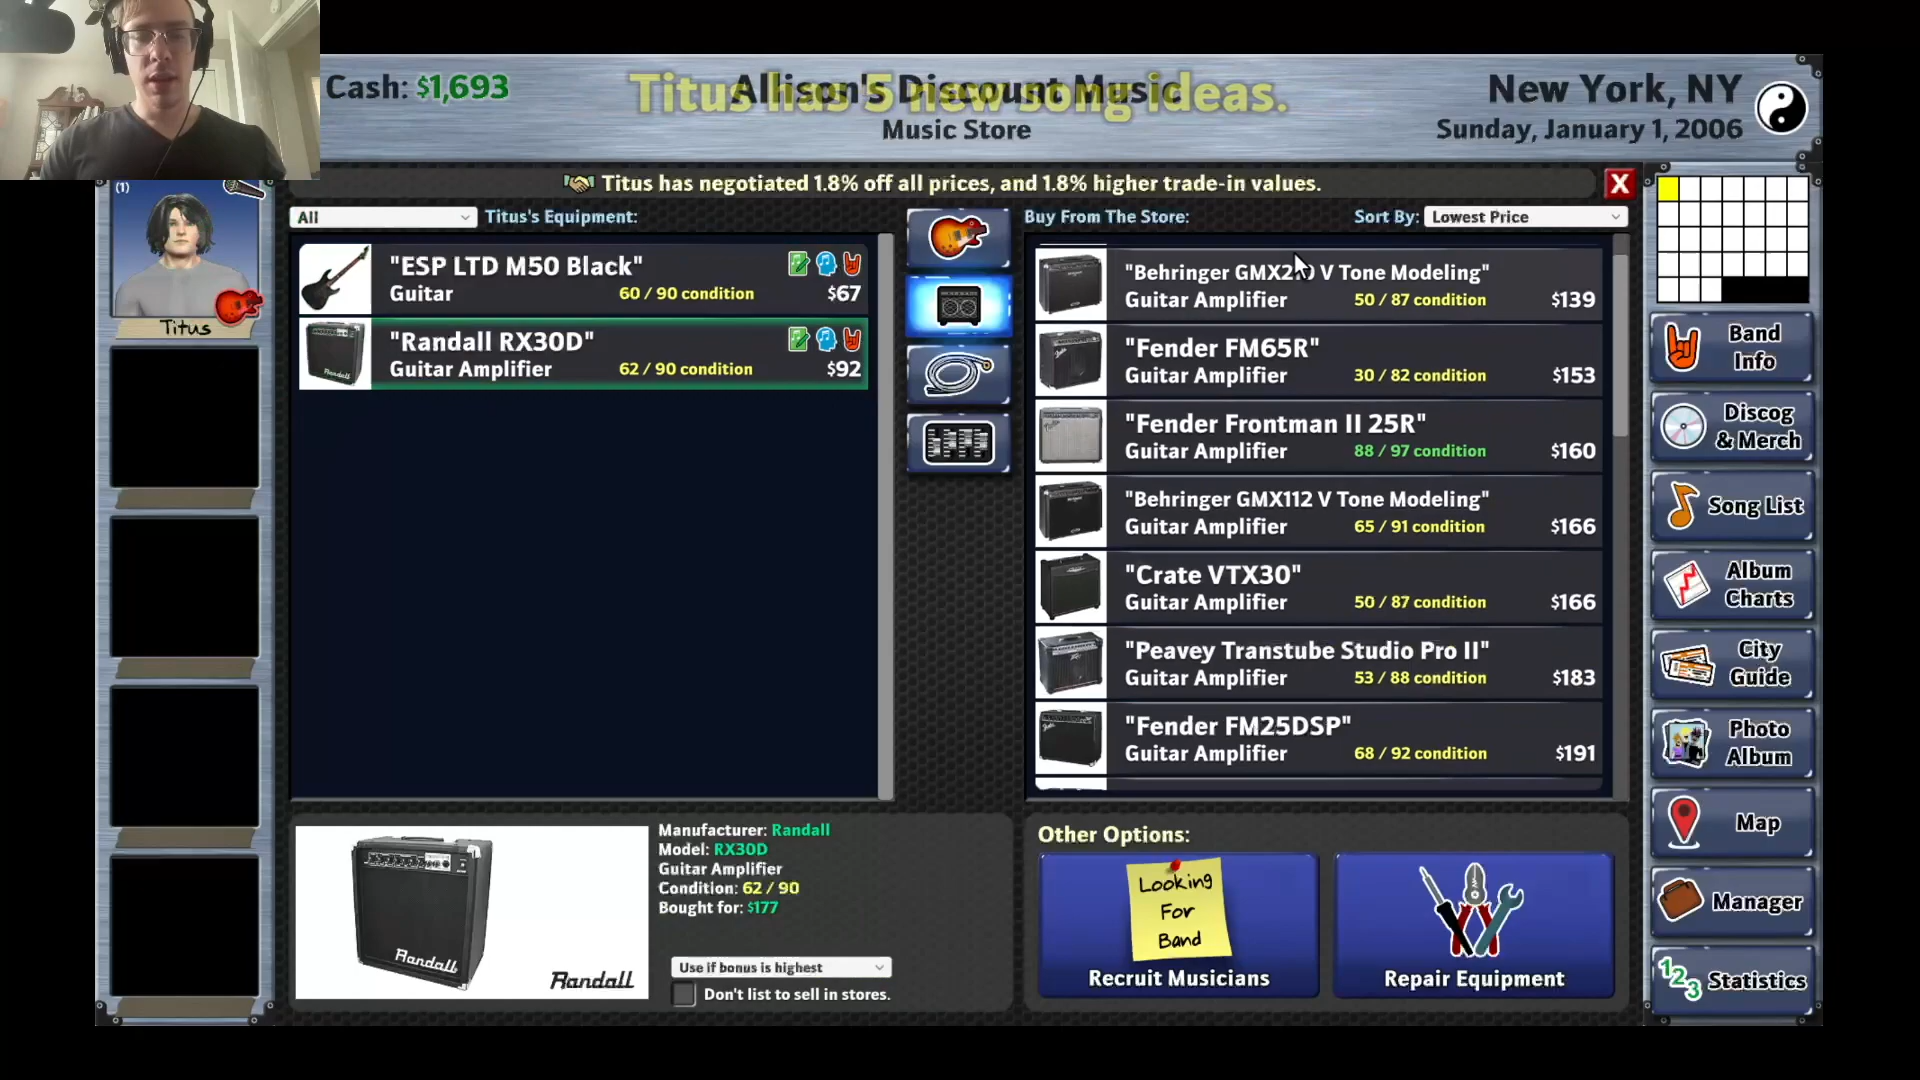 Cash: $1,693
Allison's Discount Music
Titus has 5 new song ideas.
Music Store
New York, NY
Sunday, January 1, 2006
Titus has negotiated 1.8% off all prices, and 1.8% higher trade-in values.
X
(1)
Titus
All
Titus's Equipment:
"ESP LTD M50 Black"
Guitar 60 / 90 condition $67
"Randall RX30D"
Guitar Amplifier 62 / 90 condition $92
Buy From The Store:
Sort By: Lowest Price
"Behringer GMX210 V Tone Modeling"
Guitar Amplifier 50 / 87 condition $139
"Fender FM65R"
Guitar Amplifier 30 / 82 condition $153
"Fender Frontman II 25R"
Guitar Amplifier 88 / 97 condition $160
"Behringer GMX112 V Tone Modeling"
Guitar Amplifier 65 / 91 condition $166
"Crate VTX30"
Guitar Amplifier 50 / 87 condition $166
"Peavey Transtube Studio Pro II"
Guitar Amplifier 53 / 88 condition $183
"Fender FM25DSP"
Guitar Amplifier 68 / 92 condition $191
Randall
Randall
Manufacturer: Randall
Model: RX30D
Guitar Amplifier
Condition: 62 / 90
Bought for: $177
Use if bonus is highest
Don't list to sell in stores.
Other Options:
Looking
For
Band
Recruit Musicians
Repair Equipment
Band
Info
Discog
& Merch
Song List
Album
Charts
City
Guide
Photo
Album
Map
Manager
123
Statistics